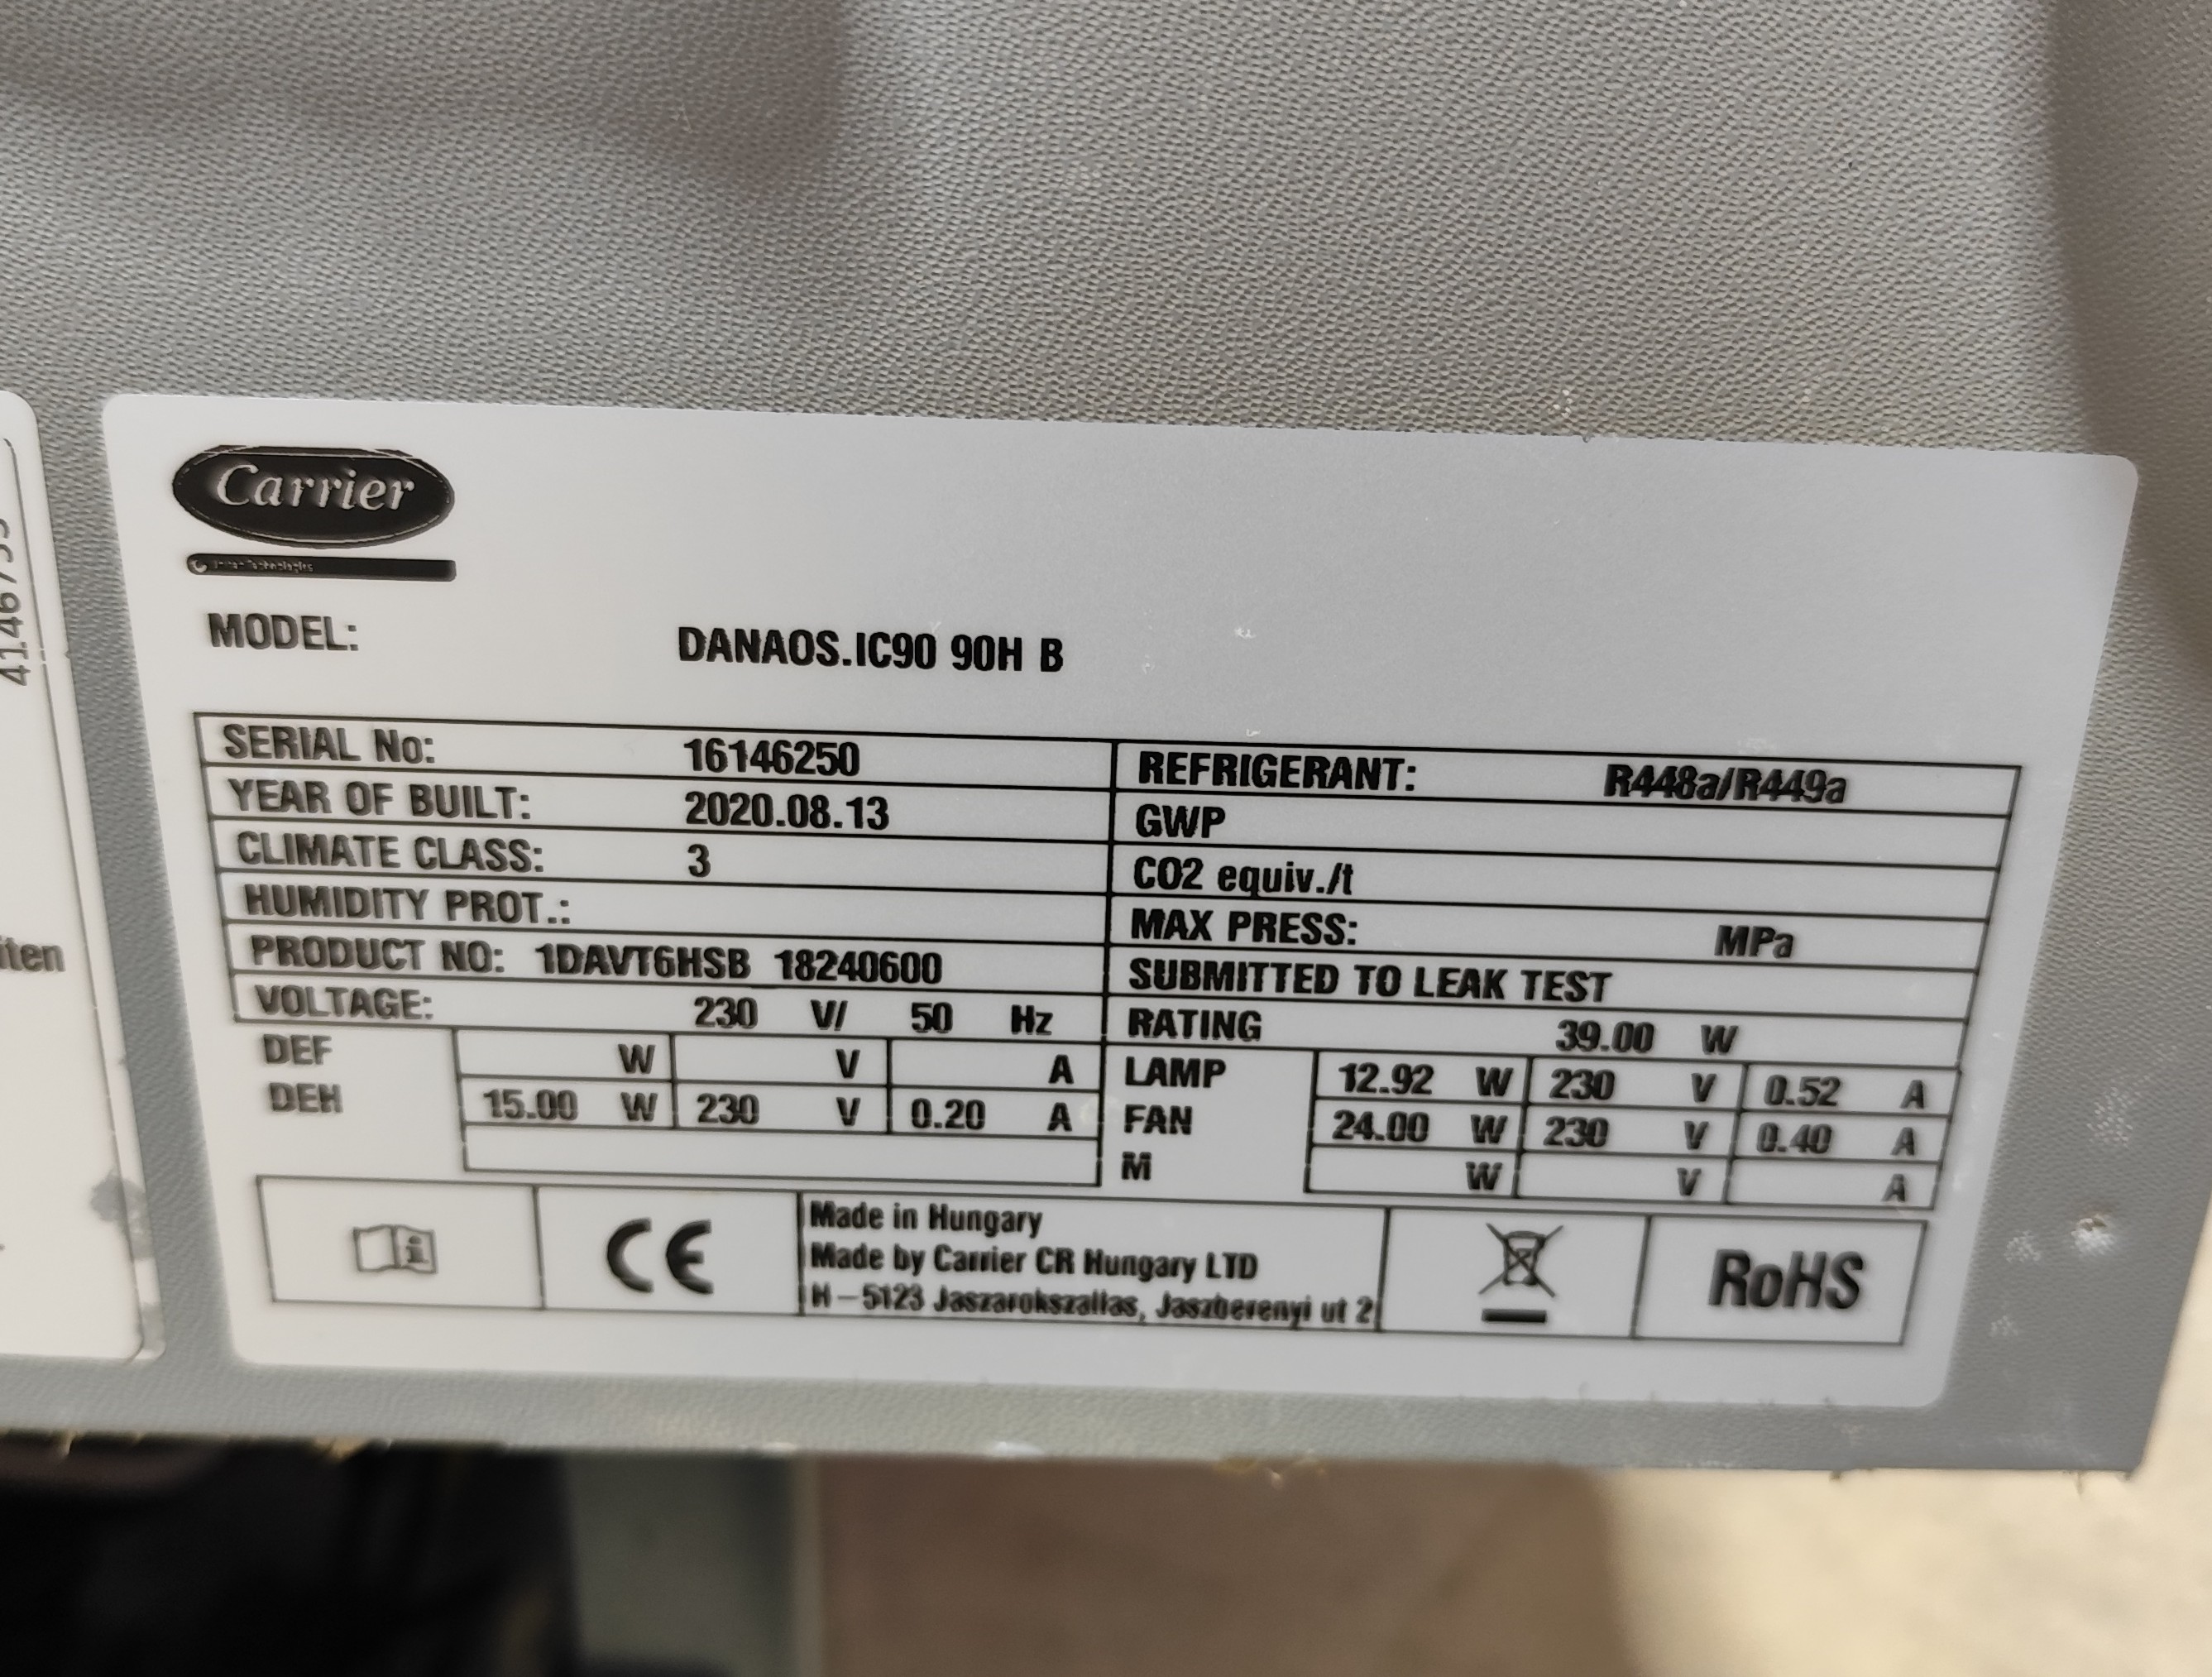 Carrier
MODEL: DANAOS.IC90 90H B
SERIAL No: 16146250
YEAR OF BUILT: 2020.08.13
CLIMATE CLASS: 3
HUMIDITY PROT.:
PRODUCT NO: 1DAVT6HSB 18240600
VOLTAGE: 230 V/ 50 Hz
DEF W V A
DEH 15.00 W 230 V 0.20 A
REFRIGERANT: R448a/R449a
GWP
CO2 equiv./t
MAX PRESS: MPa
SUBMITTED TO LEAK TEST
RATING 39.00 W
LAMP 12.92 W 230 V 0.52 A
FAN 24.00 W 230 V 0.40 A
M W V A
CE
Made in Hungary
Made by Carrier CR Hungary LTD
H - 5123 Jaszarokszallas, Jaszberenyi ut 2
RoHS
iten